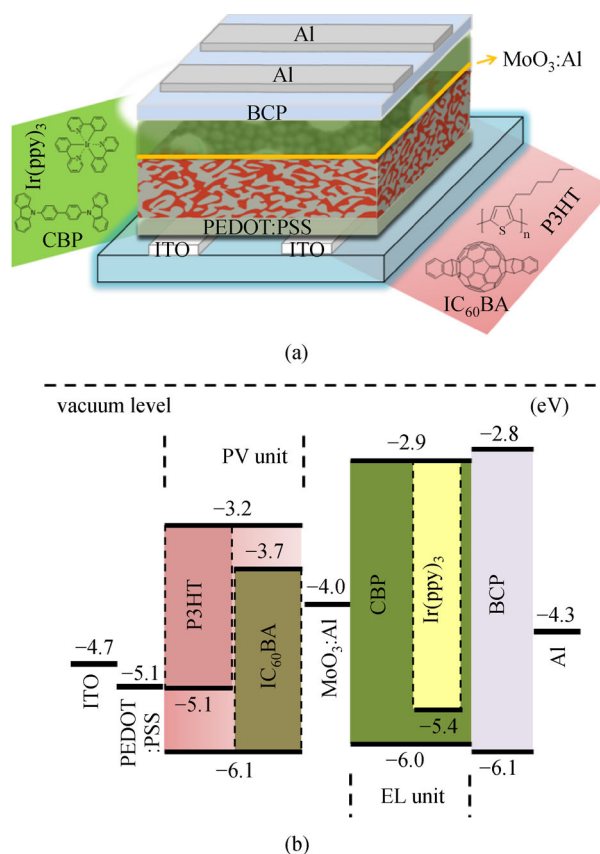 Al
Al
MoO₃:Al
BCP
Ir(ppy)₃
Ir
N
N
CBP
PEDOT:PSS
ITO
ITO
S
n
P3HT
IC₆₀BA
(a)
vacuum level
(eV)
PV unit
−2.9
−2.8
−3.2
−3.7
−4.0
−4.3
−4.7
−5.1
ITO
PEDOT
:PSS
P3HT
−5.1
IC₆₀BA
−6.1
MoO₃:Al
CBP
Ir(ppy)₃
−5.4
−6.0
BCP
−6.1
Al
EL unit
(b)